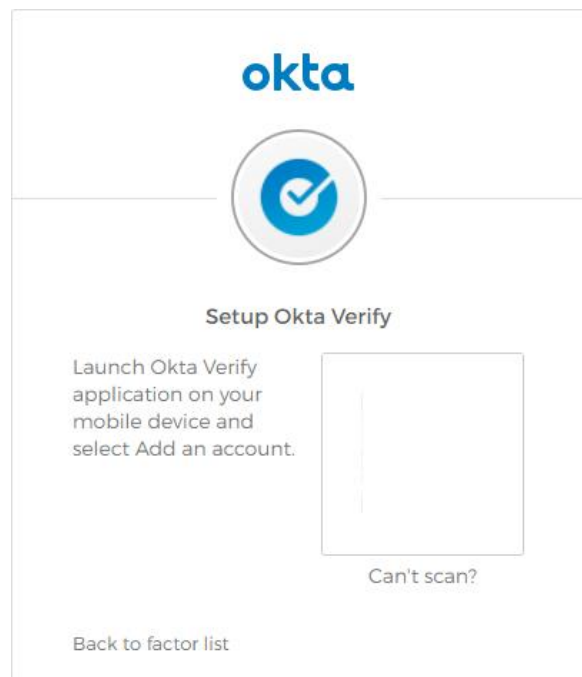 okta
Setup Okta Verify
Launch Okta Verify
application on your
mobile device and
select Add an account.
Can't scan?
Back to factor list